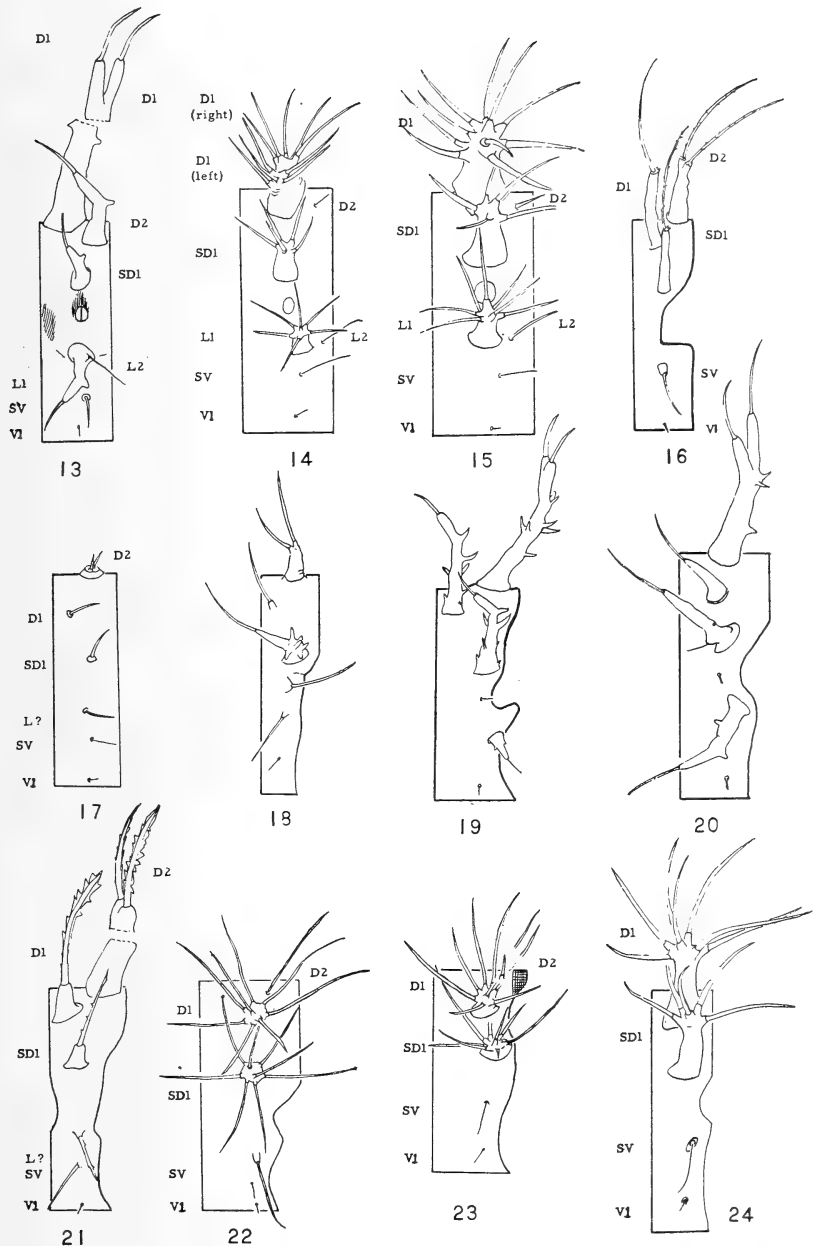 D1
D1
D2
SD1
L2
L1
SV
V1
13
D1
(right)
D1
(left)
D2
SD1
L1
L2
SV
V1
14
D1
D2
SD1
L1
L2
SV
V1
15
D1
D2
SD1
SV
V1
16
D2
D1
SD1
L?
SV
V1
17
18
19
20
D2
D1
SD1
L?
SV
V1
21
D2
D1
SD1
SV
V1
22
D2
D1
SD1
SV
V1
23
D1
SD1
SV
V1
24